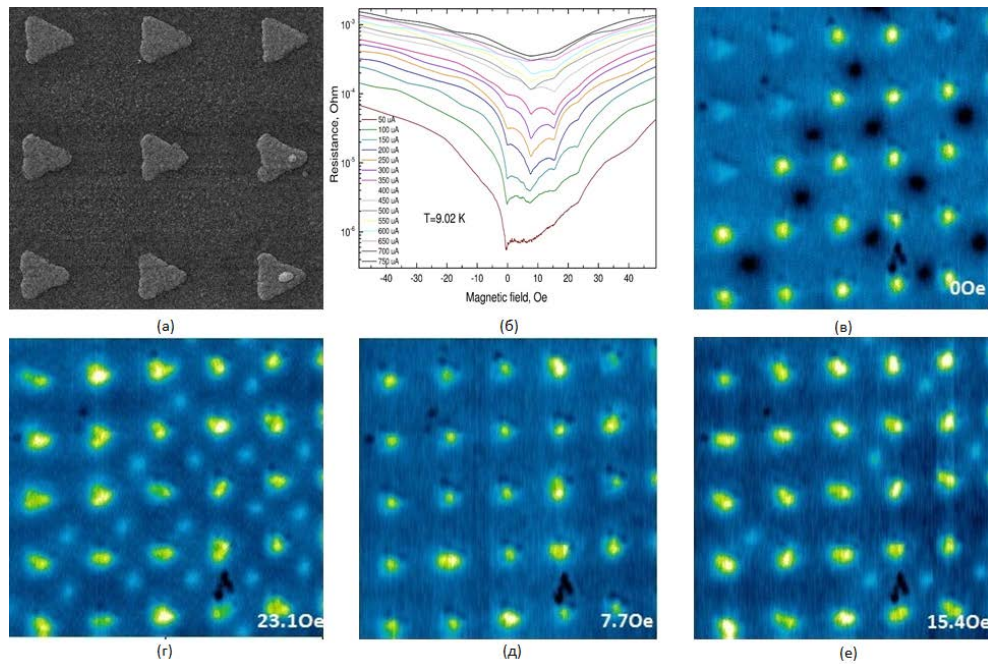 10⁻³
10⁻⁴
10⁻⁵
10⁻⁶
Resistance, Ohm
50 uA
100 uA
150 uA
200 uA
250 uA
300 uA
350 uA
400 uA
450 uA
500 uA
550 uA
600 uA
650 uA
700 uA
750 uA
T=9.02 K
-40 -30 -20 -10 0 10 20 30 40
Magnetic field, Oe
0Oe
(а) (б) (в)
23.1Oe 7.7Oe 15.4Oe
(г) (д) (е)